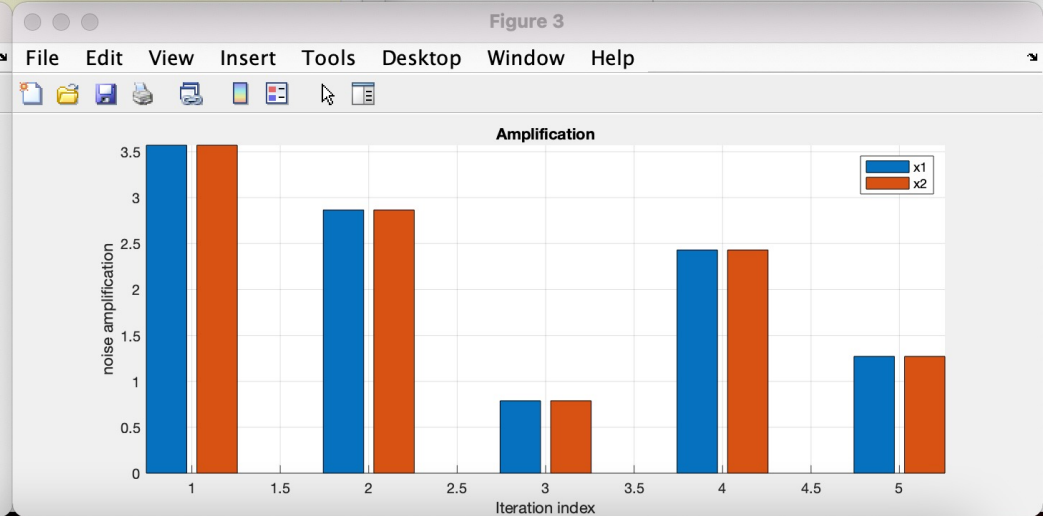 Figure 3
File Edit View Insert Tools Desktop Window Help
Amplification
x1
x2
3.5
3
2.5
2
1.5
1
0.5
0
noise amplification
1 1.5 2 2.5 3 3.5 4 4.5 5
Iteration index